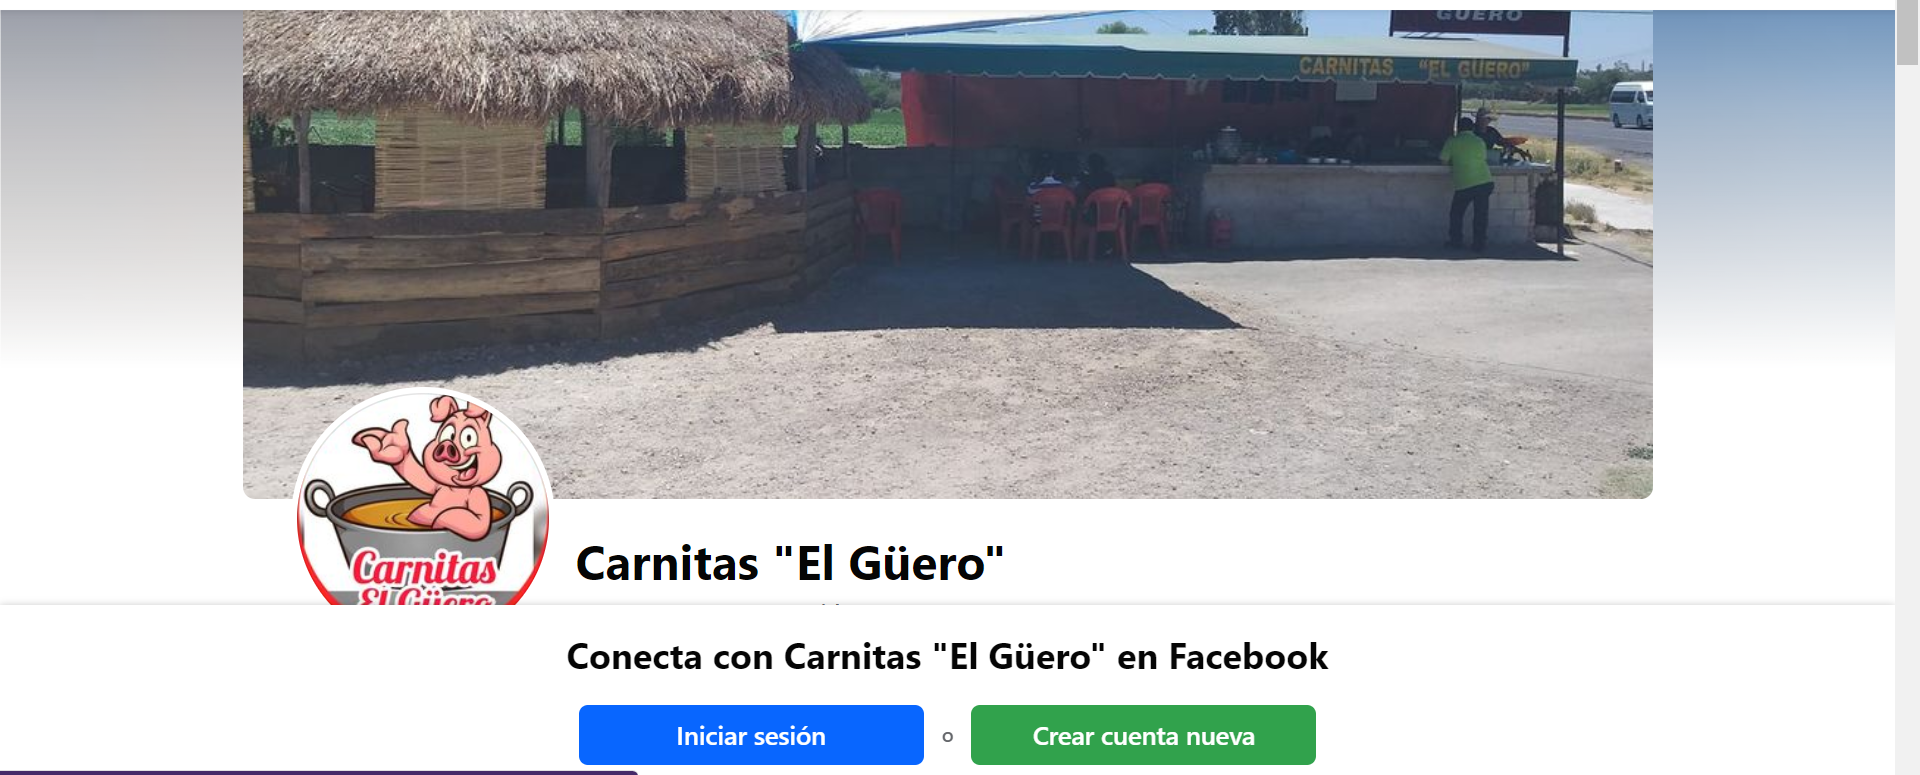 GÜERO
CARNITAS "EL GÜERO"
Carnitas
El Güero
Carnitas "El Güero"
Conecta con Carnitas "El Güero" en Facebook
Iniciar sesión
o
Crear cuenta nueva